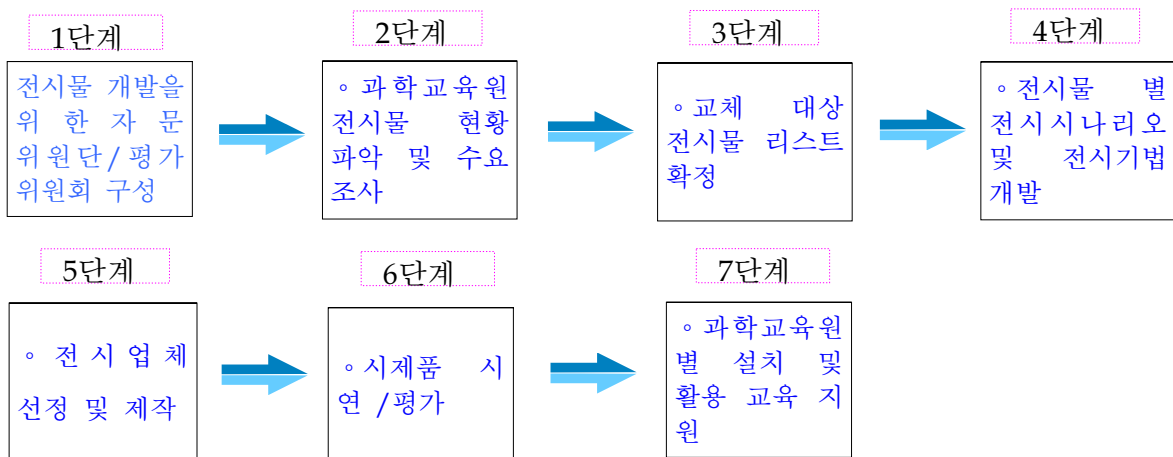 1단계
전시물 개발을
위 한 자 문
위원단/평가
위원회 구성
2단계
◦과학교육원
전시물 현황
파악 및 수요
조사
3단계
◦교체 대상
전시물 리스트
확정
4단계
◦전시물 별
전시시나리오
및 전시기법
개발
5단계
◦ 전 시 업 체
선정 및 제작
6단계
◦시제품 시
연 /평가
7단계
◦과학교육원
별 설치 및
활용 교육 지
원